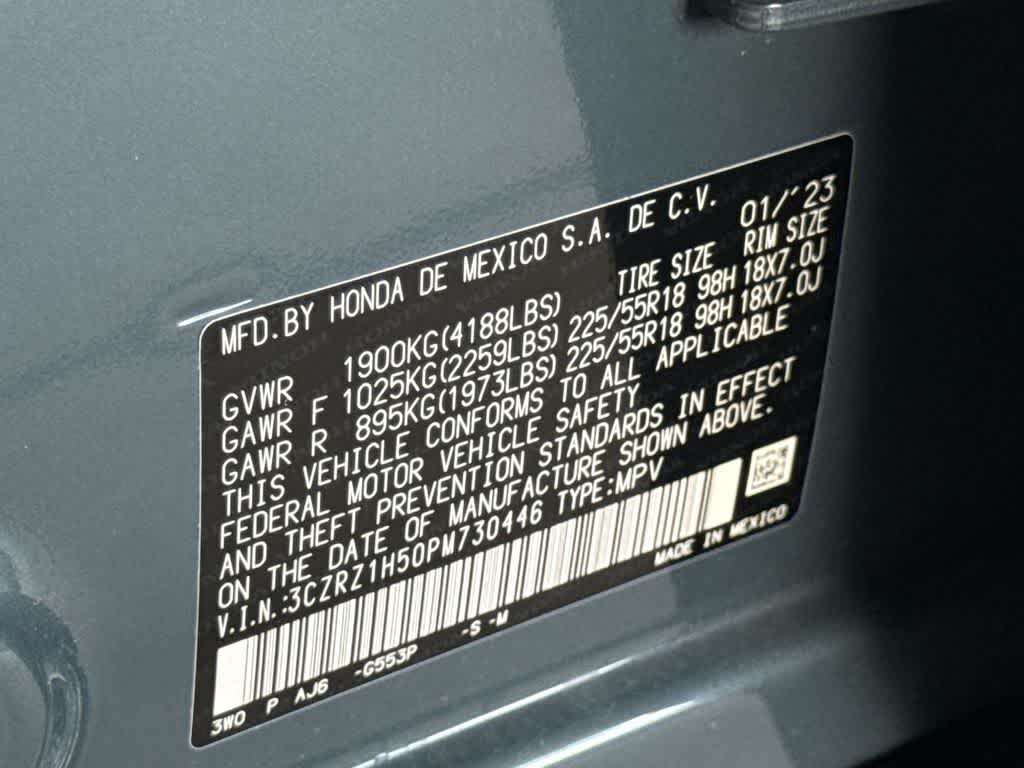 MFD.BY HONDA DE MEXICO S.A. DE C.V. 01/'23
TIRE SIZE RIM SIZE
GVWR 1900KG(4188LBS)
GAWR F 1025KG(2259LBS) 225/55R18 98H 18X7.0J
GAWR R 895KG(1973LBS) 225/55R18 98H 18X7.0J
THIS VEHICLE CONFORMS TO ALL APPLICABLE
FEDERAL MOTOR VEHICLE SAFETY
AND THEFT PREVENTION STANDARDS IN EFFECT
ON THE DATE OF MANUFACTURE SHOWN ABOVE.
V.I.N.:3CZRZ1H50PM730446 TYPE:MPV
MADE IN MEXICO
3WO P AJ6 -G553P -S -M